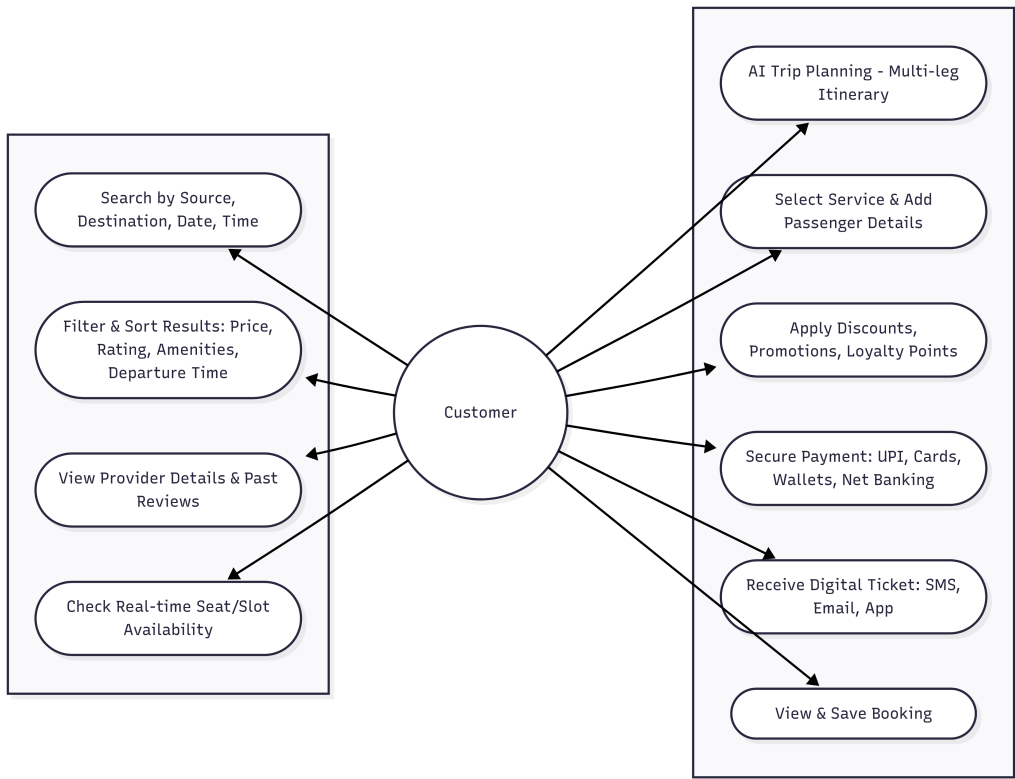 Search by Source,
Destination, Date, Time
Filter & Sort Results: Price,
Rating, Amenities,
Departure Time
View Provider Details & Past
Reviews
Check Real-time Seat/Slot
Availability
Customer
AI Trip Planning - Multi-leg
Itinerary
Select Service & Add
Passenger Details
Apply Discounts,
Promotions, Loyalty Points
Secure Payment: UPI, Cards,
Wallets, Net Banking
Receive Digital Ticket: SMS,
Email, App
View & Save Booking